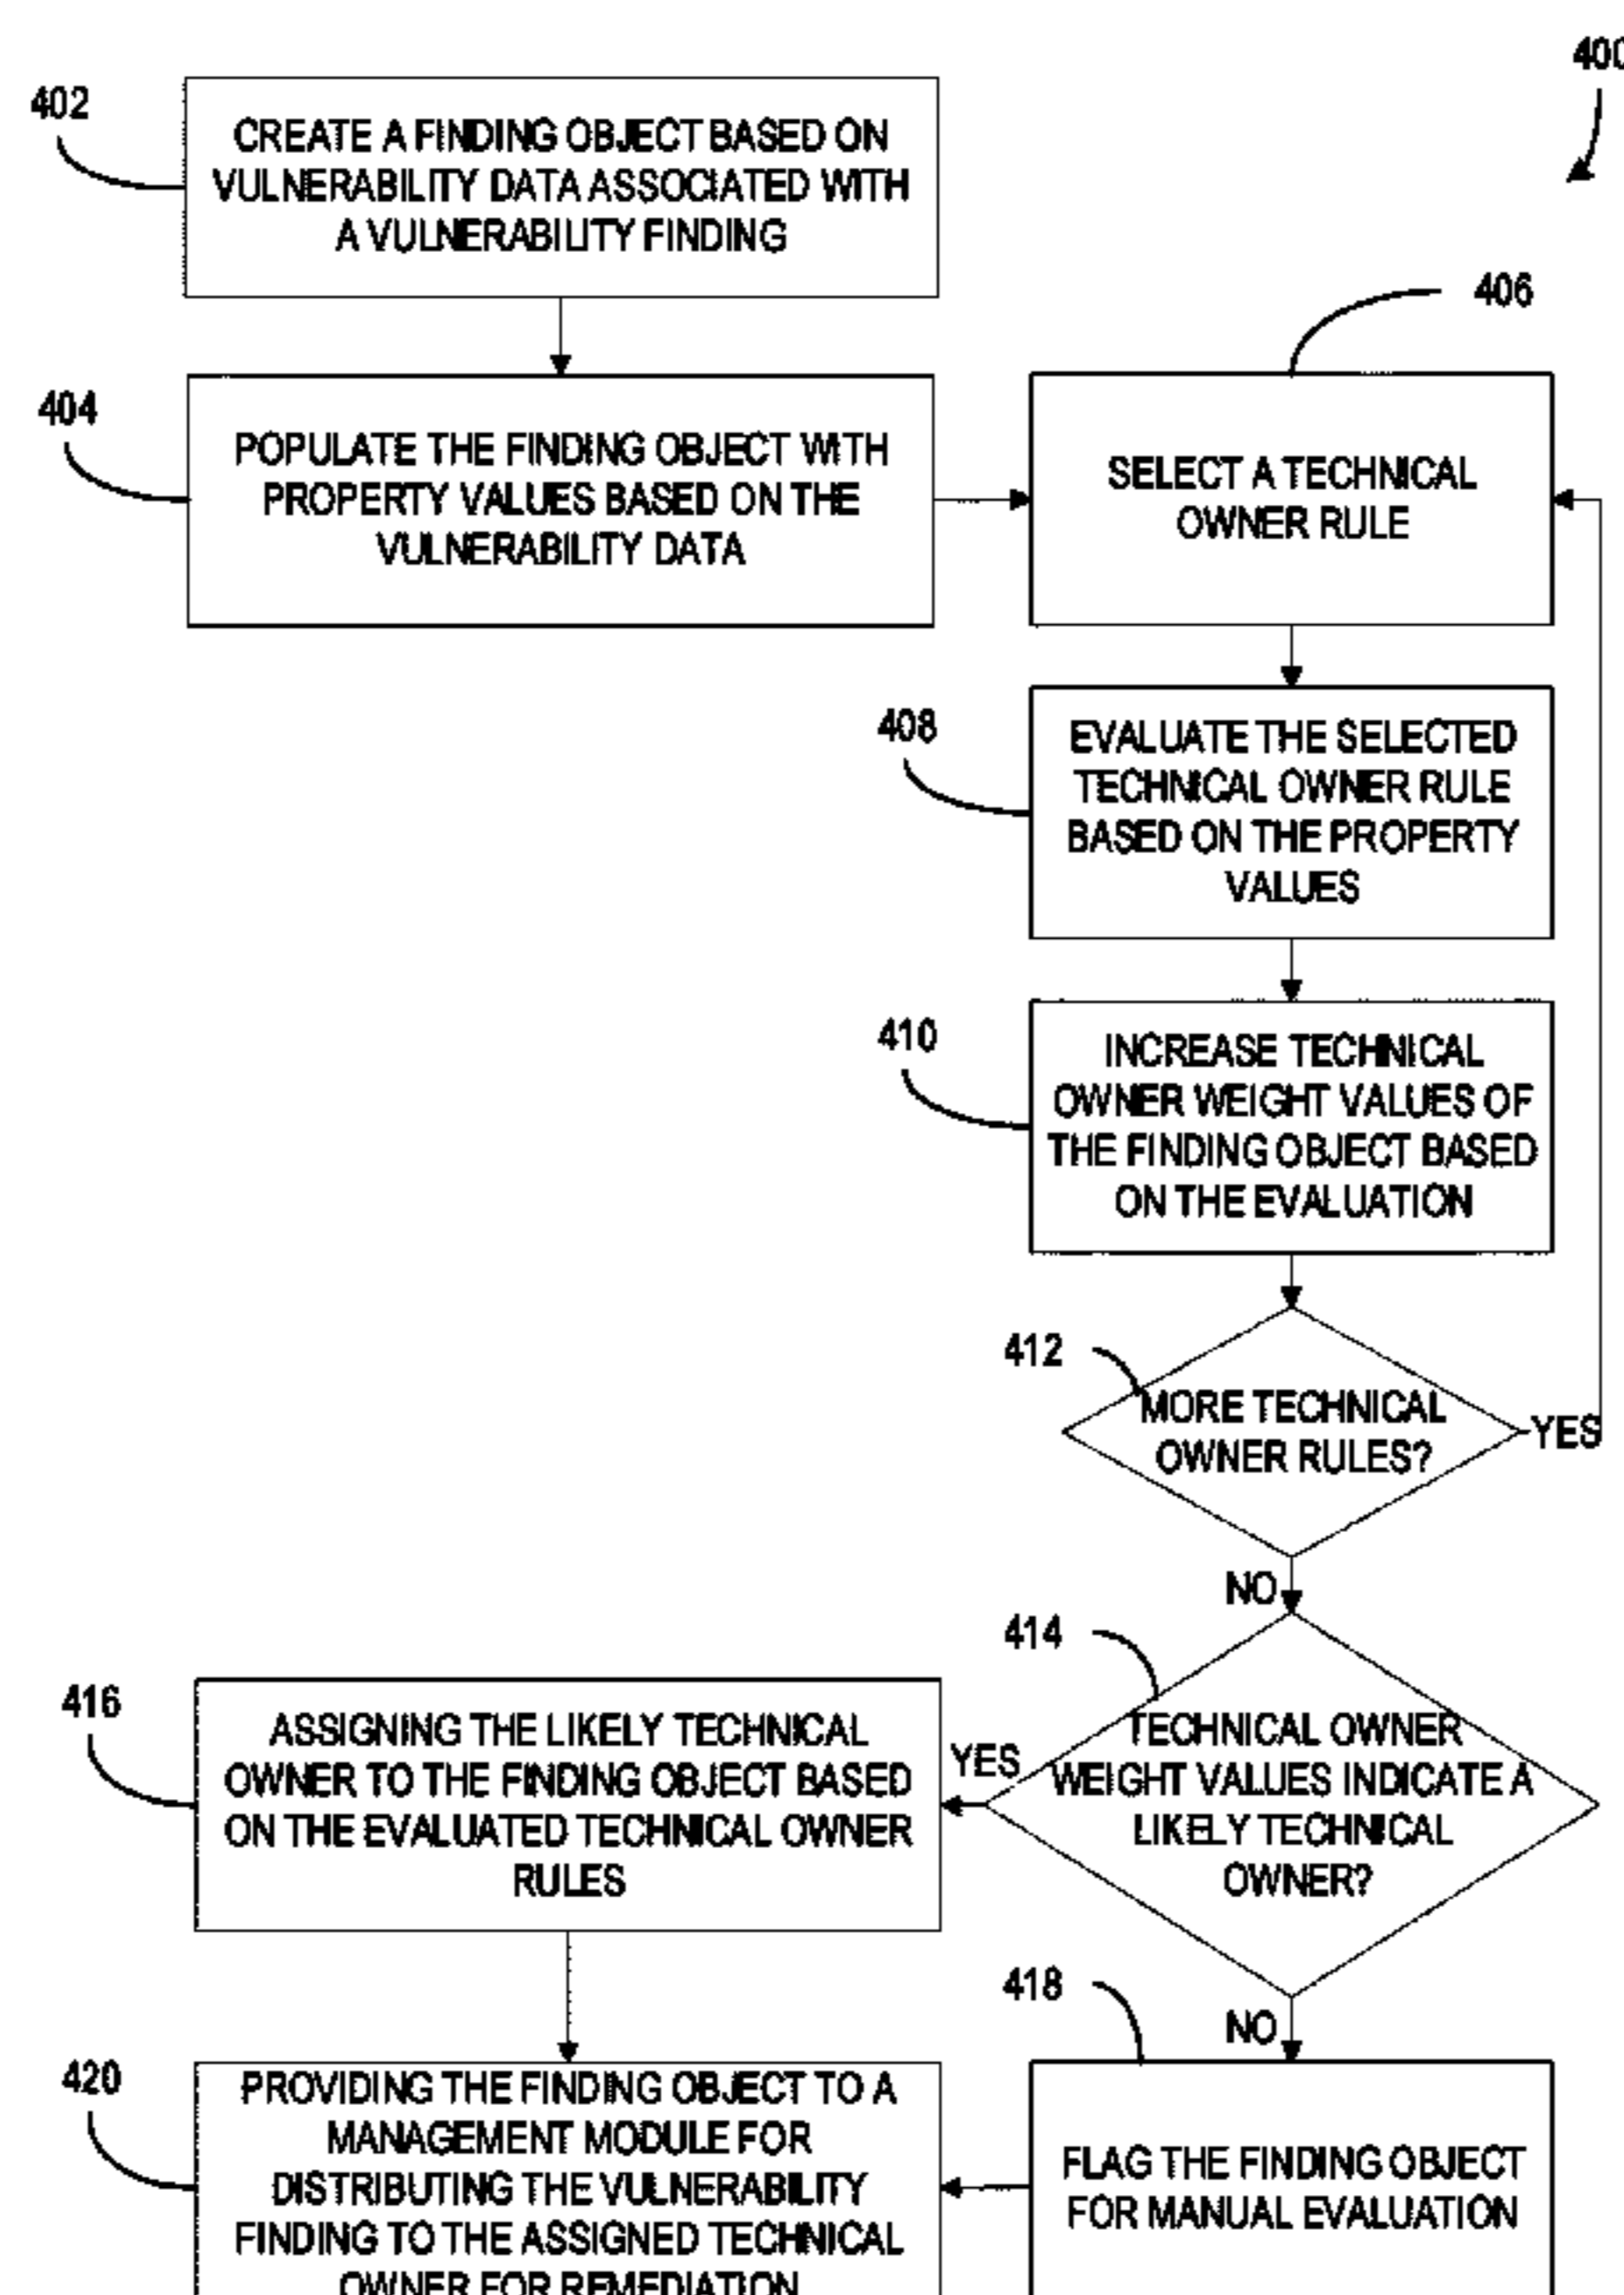 400
402
CREATE A FINDING OBJECT BASED ON
VULNERABILITY DATA ASSOCIATED WITH
A VULNERABILITY FINDING
406
404
POPULATE THE FINDING OBJECT WITH
PROPERTY VALUES BASED ON THE
VULNERABILITY DATA
SELECT A TECHNICAL
OWNER RULE
408
EVALUATE THE SELECTED
TECHNICAL OWNER RULE
BASED ON THE PROPERTY
VALUES
410
INCREASE TECHNICAL
OWNER WEIGHT VALUES OF
THE FINDING OBJECT BASED
ON THE EVALUATION
412
MORE TECHNICAL
OWNER RULES?
YES
NO
414
TECHNICAL OWNER
WEIGHT VALUES INDICATE A
LIKELY TECHNICAL
OWNER?
YES
416
ASSIGNING THE LIKELY TECHNICAL
OWNER TO THE FINDING OBJECT BASED
ON THE EVALUATED TECHNICAL OWNER
RULES
NO
418
FLAG THE FINDING OBJECT
FOR MANUAL EVALUATION
420
PROVIDING THE FINDING OBJECT TO A
MANAGEMENT MODULE FOR
DISTRIBUTING THE VULNERABILITY
FINDING TO THE ASSIGNED TECHNICAL
OWNER FOR REMEDIATION